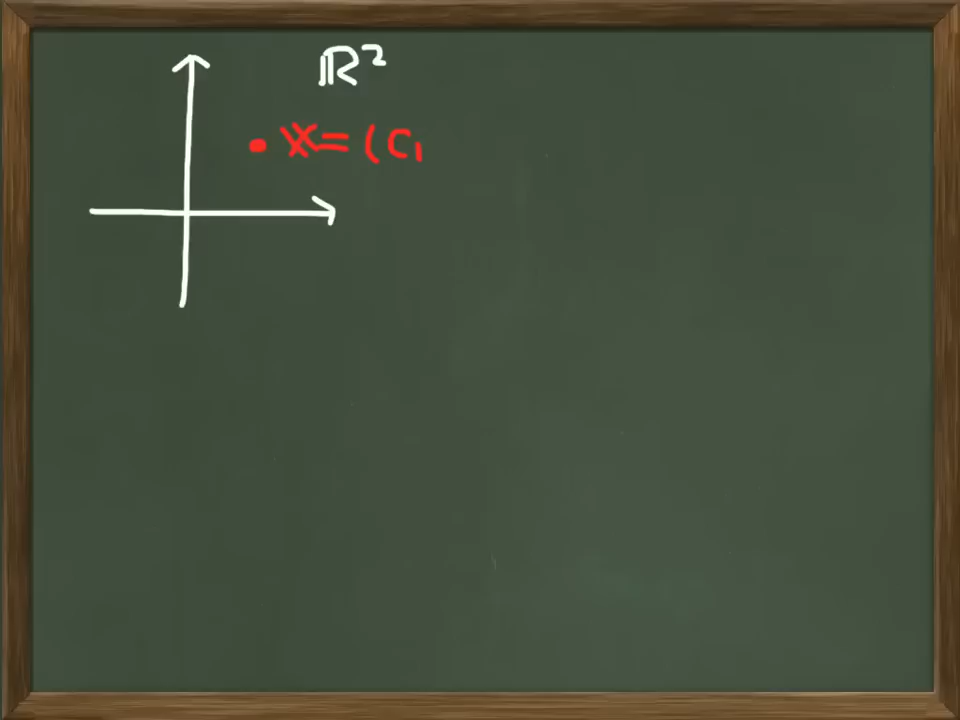 ℝ²
𝕏 = (C₁